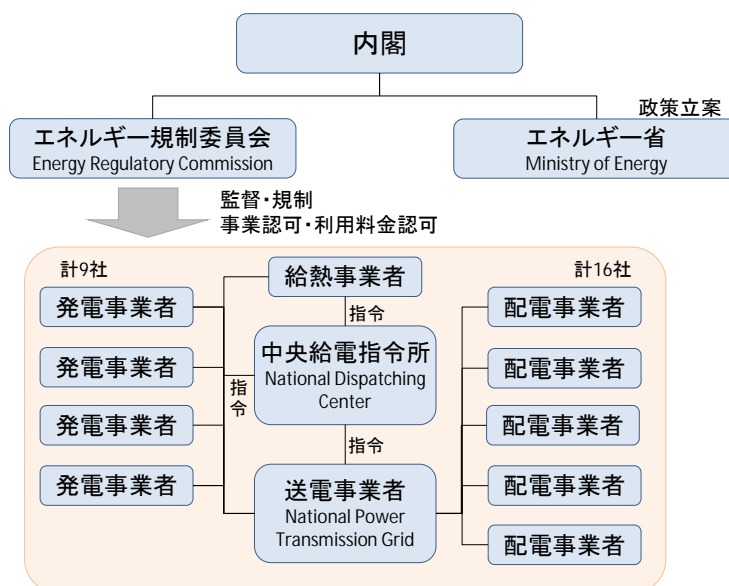 内閣
エネルギー規制委員会
Energy Regulatory Commission
政策立案
エネルギー省
Ministry of Energy
監督・規制
事業認可・利用料金認可
計9社
発電事業者
発電事業者
発電事業者
発電事業者
給熱事業者
指令
中央給電指令所
National Dispatching
Center
指令
指令
送電事業者
National Power
Transmission Grid
計16社
配電事業者
配電事業者
配電事業者
配電事業者
配電事業者